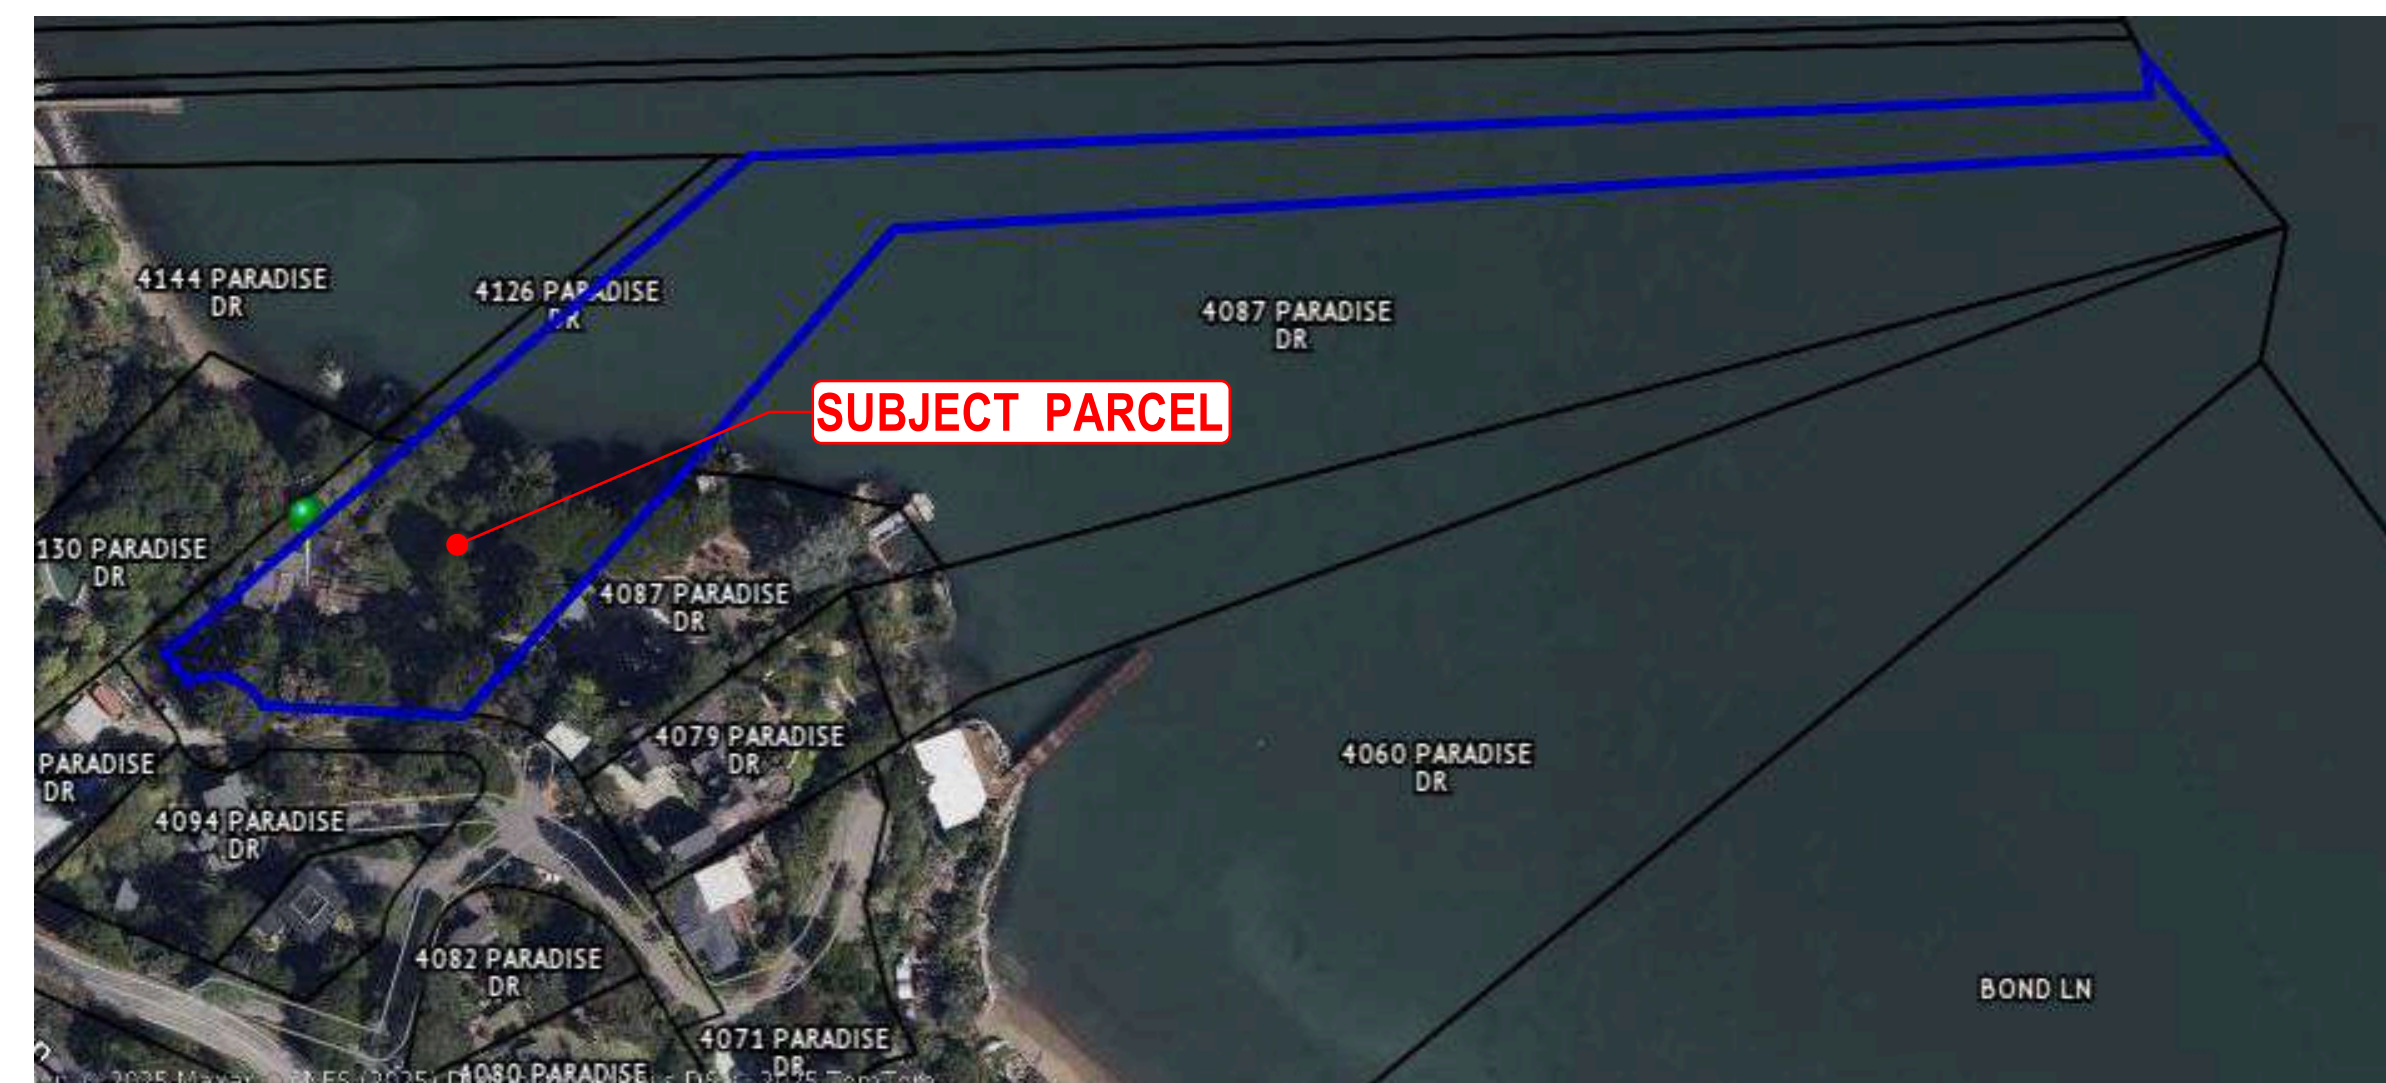 4144 PARADISE
DR
4126 PARADISE
DR
4087 PARADISE
DR
SUBJECT PARCEL
130 PARADISE
DR
4087 PARADISE
DR
4079 PARADISE
DR
4060 PARADISE
DR
PARADISE
DR
4094 PARADISE
DR
4082 PARADISE
DR
BOND LN
4071 PARADISE
DR
4080 PARADISE